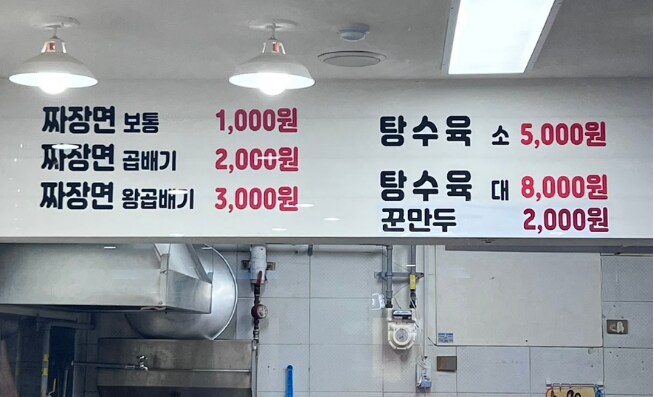 짜장면 보통 1,000원
짜장면 곱배기 2,000원
짜장면 왕곱배기 3,000원
탕수육 소 5,000원
탕수육 대 8,000원
꾼만두 2,000원